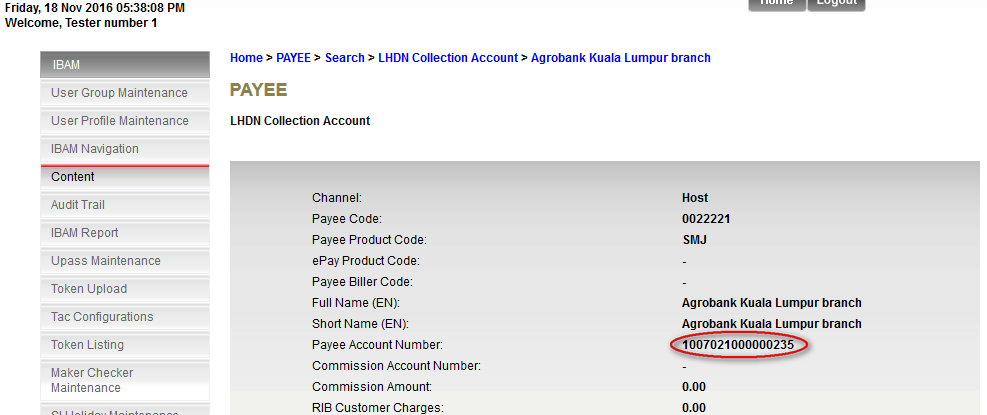 Friday, 18 Nov 2016 05:38:08 PM
Home Logout
Welcome, Tester number 1
IBAM
User Group Maintenance
User Profile Maintenance
IBAM Navigation
Content
Audit Trail
IBAM Report
Upass Maintenance
Token Upload
Tac Configurations
Token Listing
Maker Checker
Maintenance
SI Holiday Maintenance
Home > PAYEE > Search > LHDN Collection Account > Agrobank Kuala Lumpur branch
PAYEE
LHDN Collection Account
Channel: Host
Payee Code: 0022221
Payee Product Code: SMJ
ePay Product Code: -
Payee Biller Code: -
Full Name (EN): Agrobank Kuala Lumpur branch
Short Name (EN): Agrobank Kuala Lumpur branch
Payee Account Number: 1007021000000235
Commission Account Number: -
Commission Amount: 0.00
RIB Customer Charges: 0.00